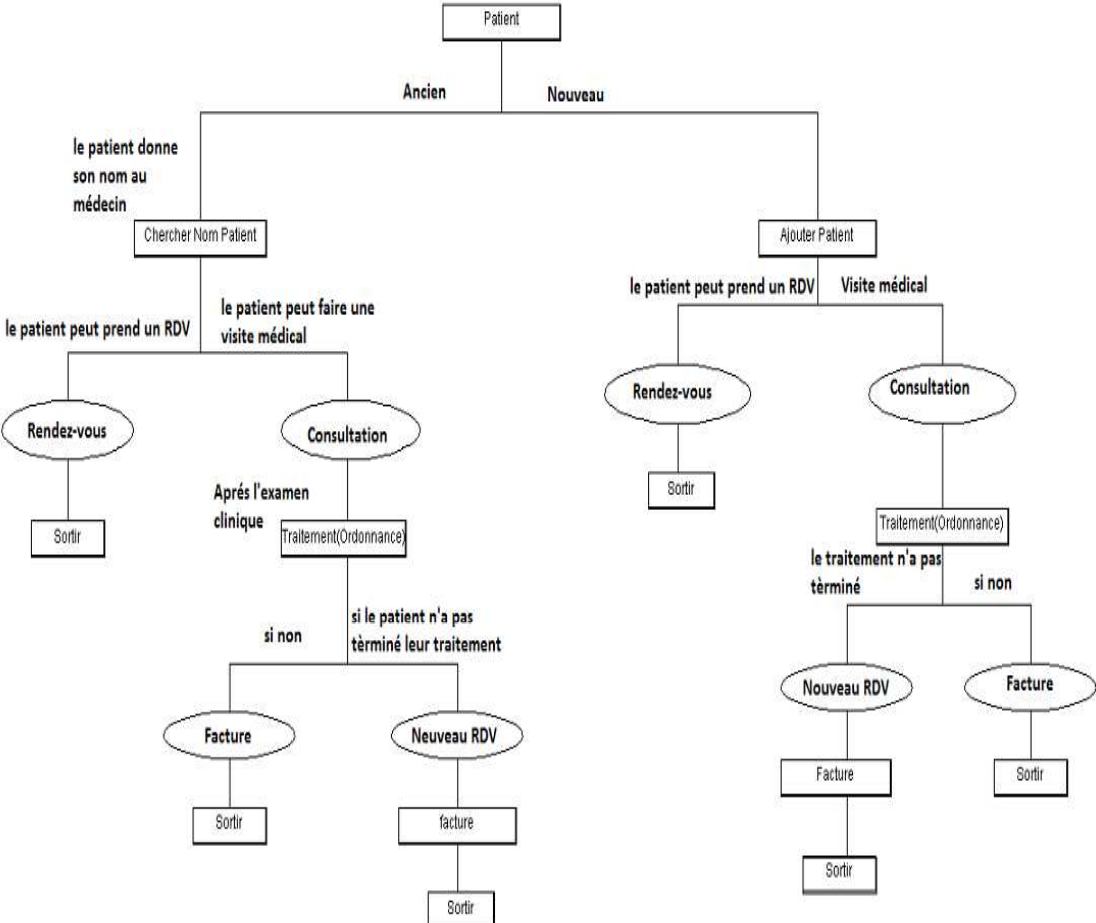 Patient
Ancien
Nouveau
le patient donne
son nom au
médecin
Chercher Nom Patient
Ajouter Patient
le patient peut prend un RDV
Visite médical
le patient peut faire une
visite médical
le patient peut prend un RDV
Rendez-vous
Consultation
Rendez-vous
Consultation
Aprés l'examen
clinique
Sortir
Sortir
Traitement(Ordonnance)
Traitement(Ordonnance)
le traitement n'a pas
tèrminé
si non
si non
si le patient n'a pas
tèrminé leur traitement
Nouveau RDV
Facture
Facture
Neuveau RDV
Facture
Sortir
Sortir
facture
Sortir
Sortir